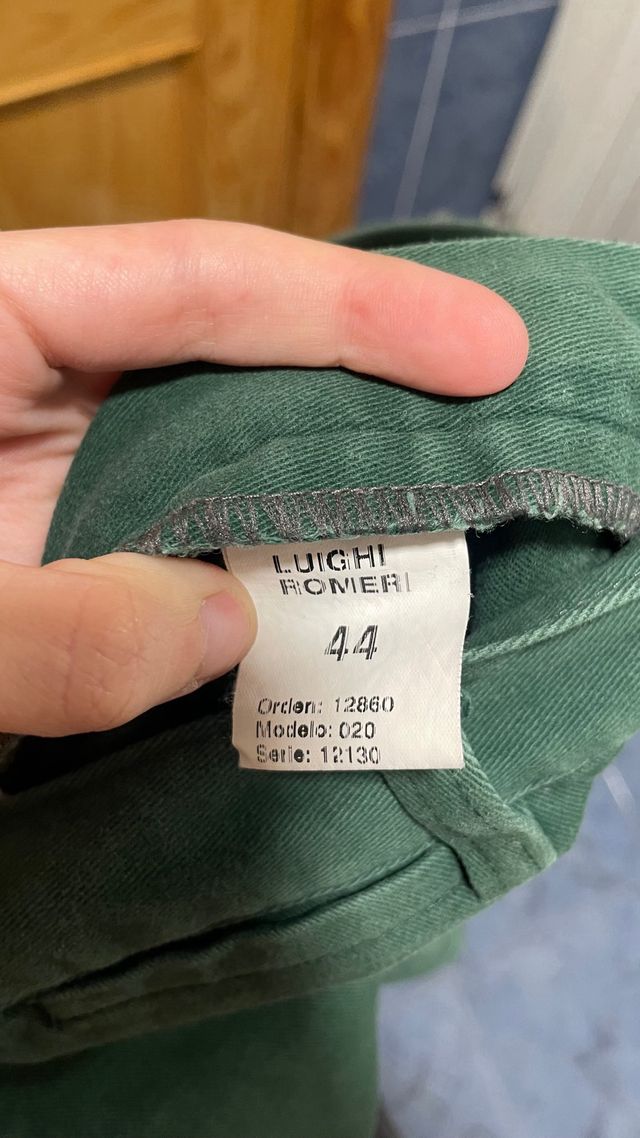 LUIGHI
ROMERI
44
Orden: 12860
Modelo: 020
Serie: 12130